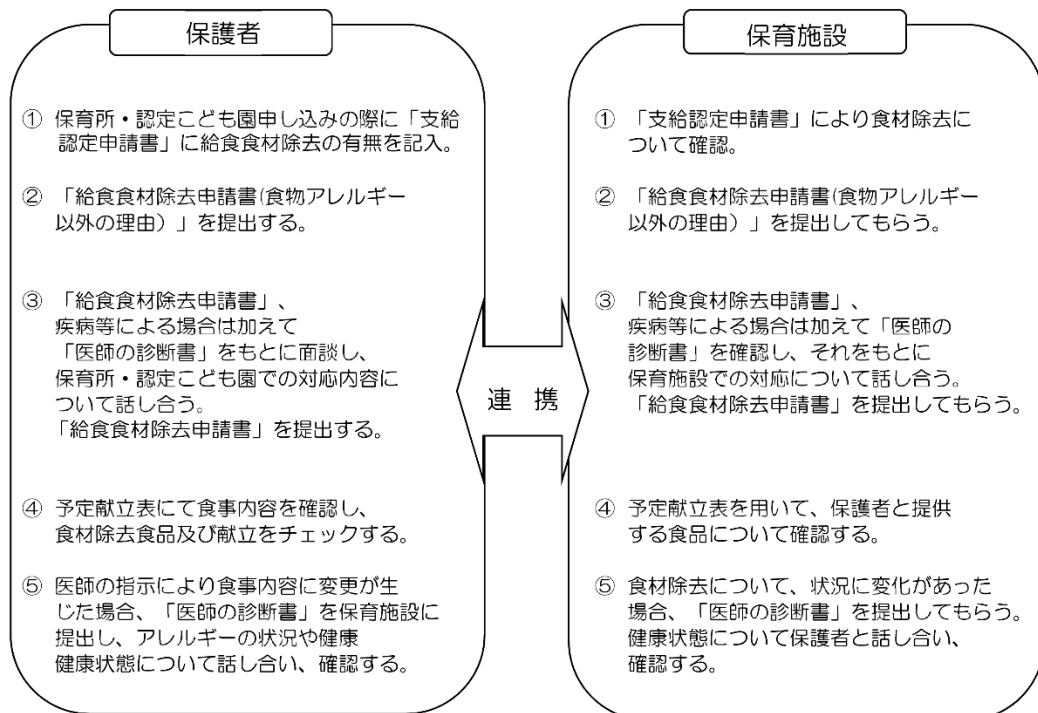 保護者
① 保育所・認定こども園申し込みの際に「支給
認定申請書」に給食食材除去の有無を記入。
② 「給食食材除去申請書(食物アレルギー
以外の理由）」を提出する。
③ 「給食食材除去申請書」、
疾病等による場合は加えて
「医師の診断書」をもとに面談し、
保育所・認定こども園での対応内容に
ついて話し合う。
「給食食材除去申請書」を提出する。
④ 予定献立表にて食事内容を確認し、
食材除去食品及び献立をチェックする。
⑤ 医師の指示により食事内容に変更が生
じた場合、「医師の診断書」を保育施設に
提出し、アレルギーの状況や健康
健康状態について話し合い、確認する。
連 携
保育施設
① 「支給認定申請書」により食材除去に
ついて確認。
② 「給食食材除去申請書(食物アレルギー
以外の理由）」を提出してもらう。
③ 「給食食材除去申請書」、
疾病等による場合は加えて「医師の
診断書」を確認し、それをもとに
保育施設での対応について話し合う。
「給食食材除去申請書」を提出してもらう。
④ 予定献立表を用いて、保護者と提供
する食品について確認する。
⑤ 食材除去について、状況に変化があった
場合、「医師の診断書」を提出してもらう。
健康状態について保護者と話し合い、
確認する。